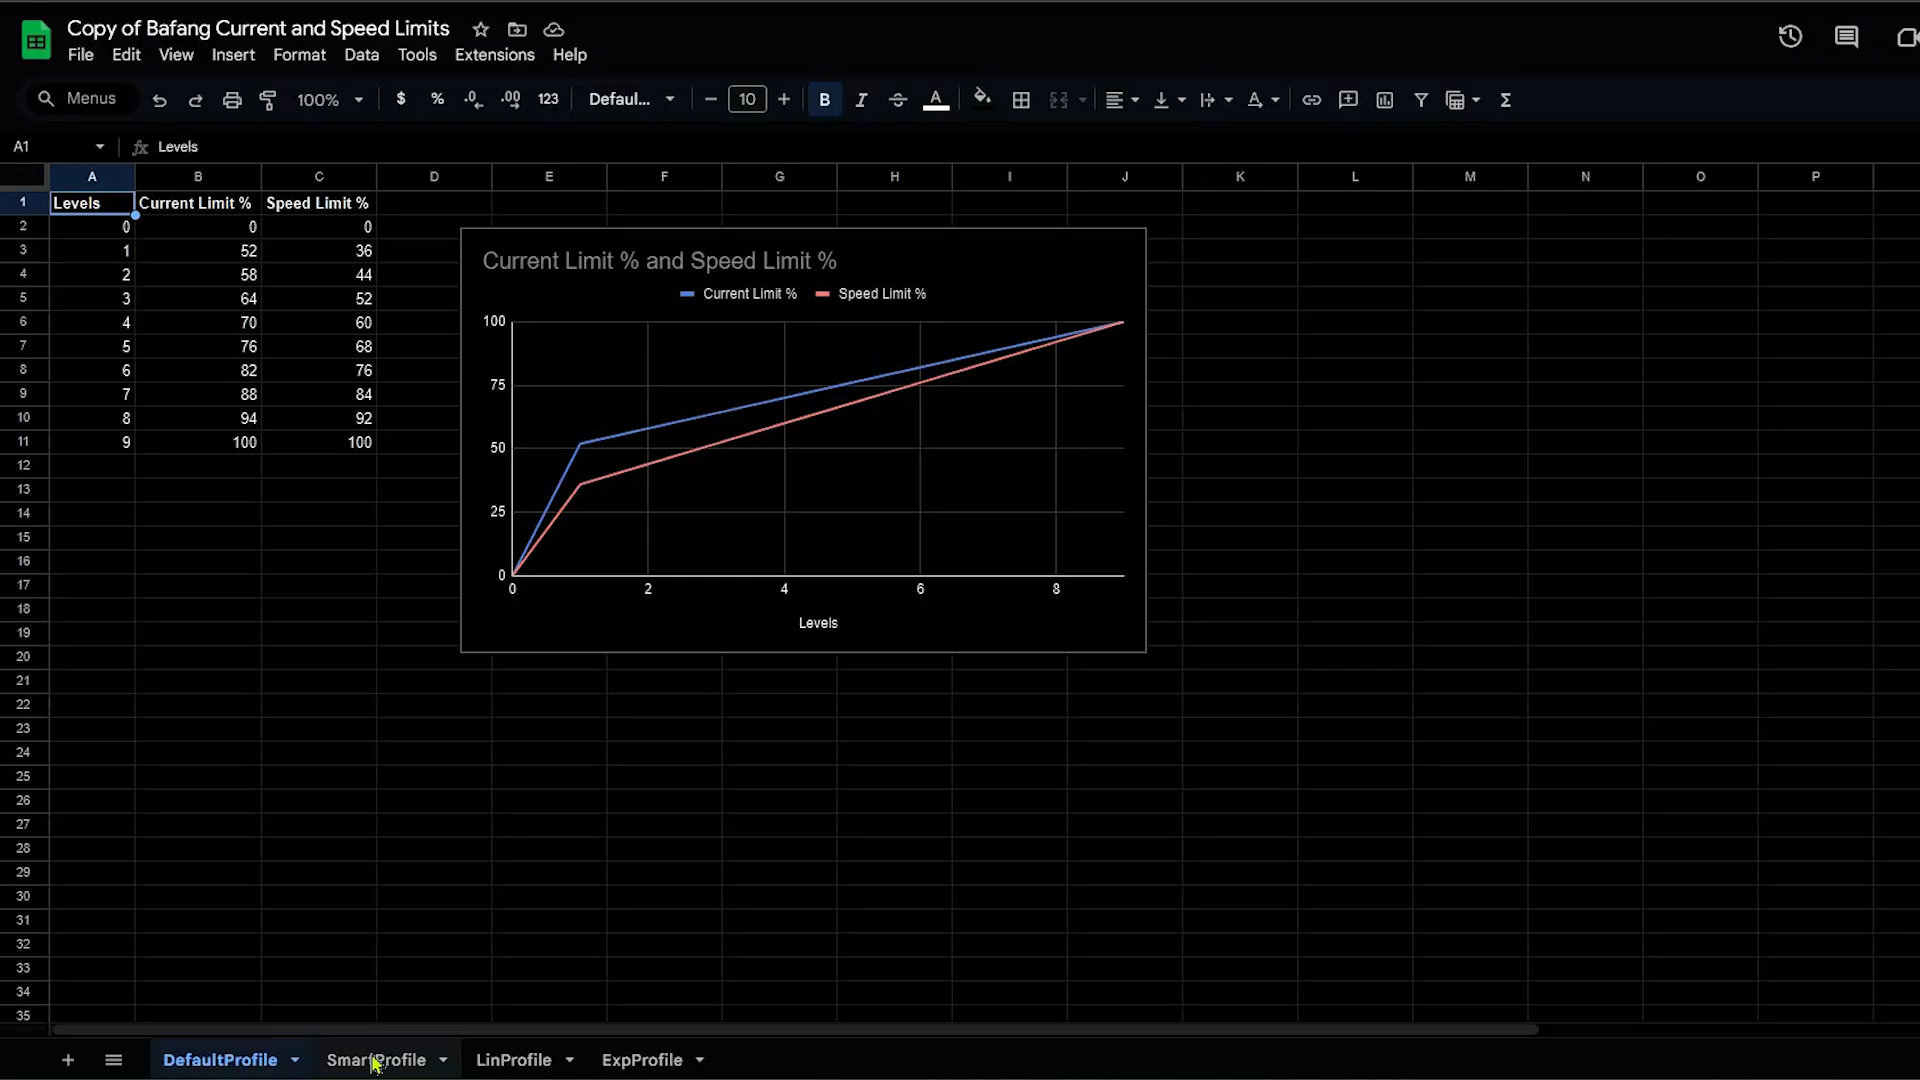 Copy of Bafang Current and Speed Limits
File Edit View Insert Format Data Tools Extensions Help
Menus 100% $ % .0 .00 123 Defaul... 10 B I A A Σ
A1 fx Levels
A B C D E F G H I J K L M N O P
1 Levels Current Limit % Speed Limit %
2 0 0 0
3 1 52 36
4 2 58 44
5 3 64 52
6 4 70 60
7 5 76 68
8 6 82 76
9 7 88 84
10 8 94 92
11 9 100 100
12
13
14
15
16
17
18
19
20
21
22
23
24
25
26
27
28
29
30
31
32
33
34
35
Current Limit % and Speed Limit %
Current Limit % Speed Limit %
100
75
50
25
0
0 2 4 6 8
Levels
DefaultProfile SmartProfile LinProfile ExpProfile